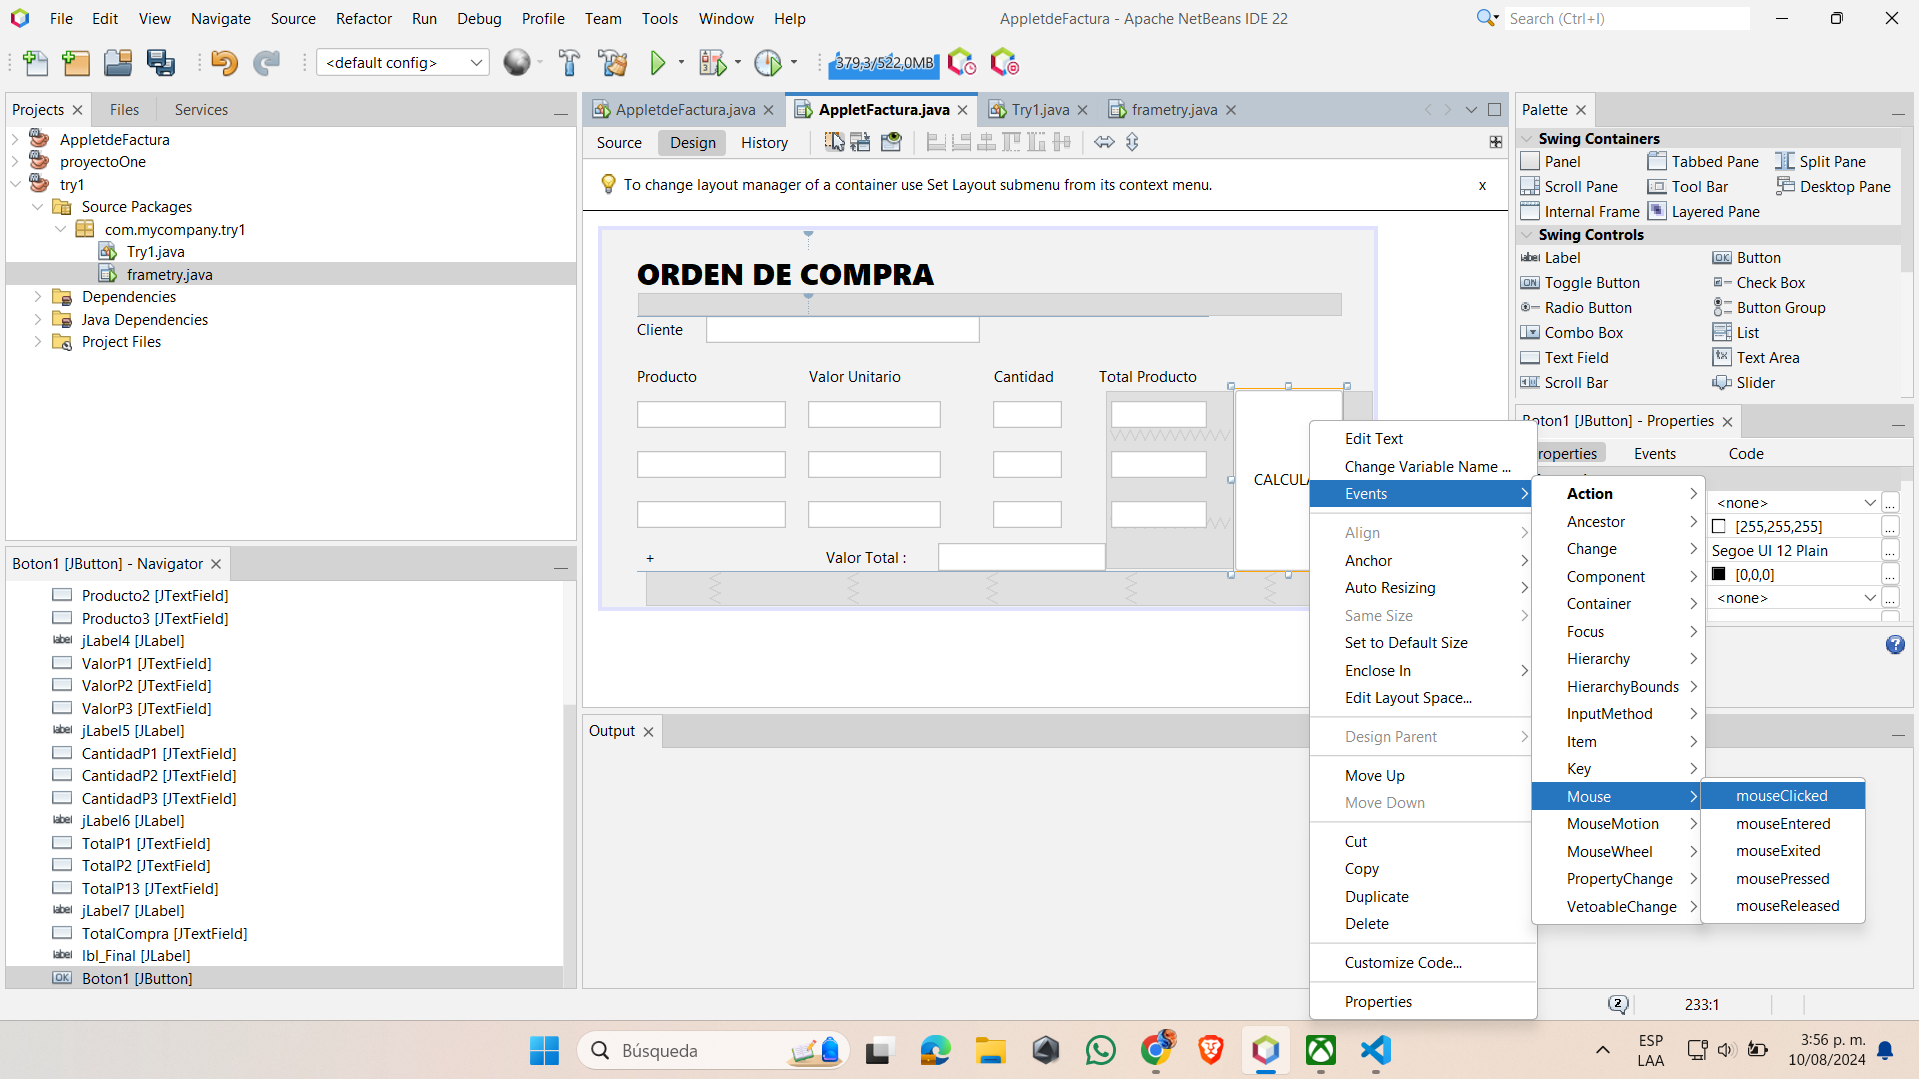 File Edit View Navigate Source Refactor Run Debug Profile Team Tools Window Help
AppletdeFactura - Apache NetBeans IDE 22
Search (Ctrl+I)
<default config>
379,3/522,0MB
Projects Files Services
AppletdeFactura
proyectoOne
try1
Source Packages
com.mycompany.try1
Try1.java
frametry.java
Dependencies
Java Dependencies
Project Files
Boton1 [JButton] - Navigator
Producto2 [JTextField]
Producto3 [JTextField]
label jLabel4 [JLabel]
ValorP1 [JTextField]
ValorP2 [JTextField]
ValorP3 [JTextField]
label jLabel5 [JLabel]
CantidadP1 [JTextField]
CantidadP2 [JTextField]
CantidadP3 [JTextField]
label jLabel6 [JLabel]
TotalP1 [JTextField]
TotalP2 [JTextField]
TotalP13 [JTextField]
label jLabel7 [JLabel]
TotalCompra [JTextField]
label lbl_Final [JLabel]
OK Boton1 [JButton]
AppletdeFactura.java AppletFactura.java Try1.java frametry.java
Source Design History
To change layout manager of a container use Set Layout submenu from its context menu. x
ORDEN DE COMPRA
Cliente
Producto Valor Unitario Cantidad Total Producto
CALCULA
+ Valor Total :
Output
Edit Text
Change Variable Name ...
Events
Align
Anchor
Auto Resizing
Same Size
Set to Default Size
Enclose In
Edit Layout Space...
Design Parent
Move Up
Move Down
Cut
Copy
Duplicate
Delete
Customize Code...
Properties
Action
Ancestor
Change
Component
Container
Focus
Hierarchy
HierarchyBounds
InputMethod
Item
Key
Mouse
MouseMotion
MouseWheel
PropertyChange
VetoableChange
mouseClicked
mouseEntered
mouseExited
mousePressed
mouseReleased
Palette
Swing Containers
Panel Tabbed Pane Split Pane
Scroll Pane Tool Bar Desktop Pane
Internal Frame Layered Pane
Swing Controls
label Label OK Button
ON Toggle Button Check Box
Radio Button Button Group
Combo Box List
Text Field Text Area
Scroll Bar Slider
Boton1 [JButton] - Properties
roperties Events Code
<none> ...
[255,255,255] ...
Segoe UI 12 Plain ...
[0,0,0] ...
<none> ...
?
2 233:1
Búsqueda
ESP
LAA
3:56 p. m.
10/08/2024